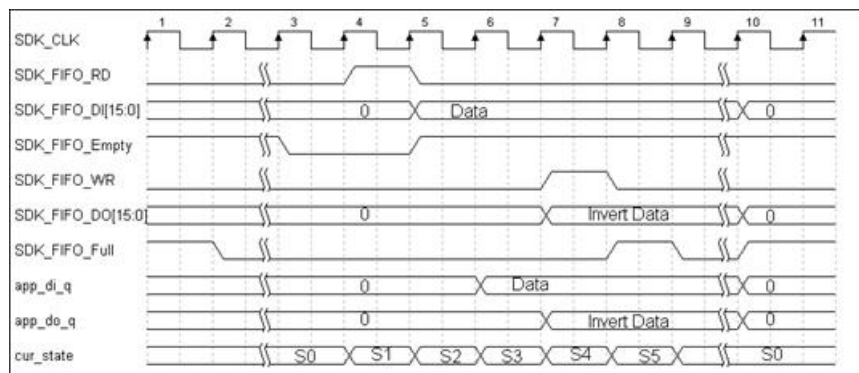 1 2 3 4 5 6 7 8 9 10 11
SDK_CLK
SDK_FIFO_RD
SDK_FIFO_DI[15:0] 0 Data 0
SDK_FIFO_Empty
SDK_FIFO_WR
SDK_FIFO_DO[15:0] 0 Invert Data 0
SDK_FIFO_Full
app_di_q 0 Data 0
app_do_q 0 Invert Data 0
cur_state S0 S1 S2 S3 S4 S5 S0